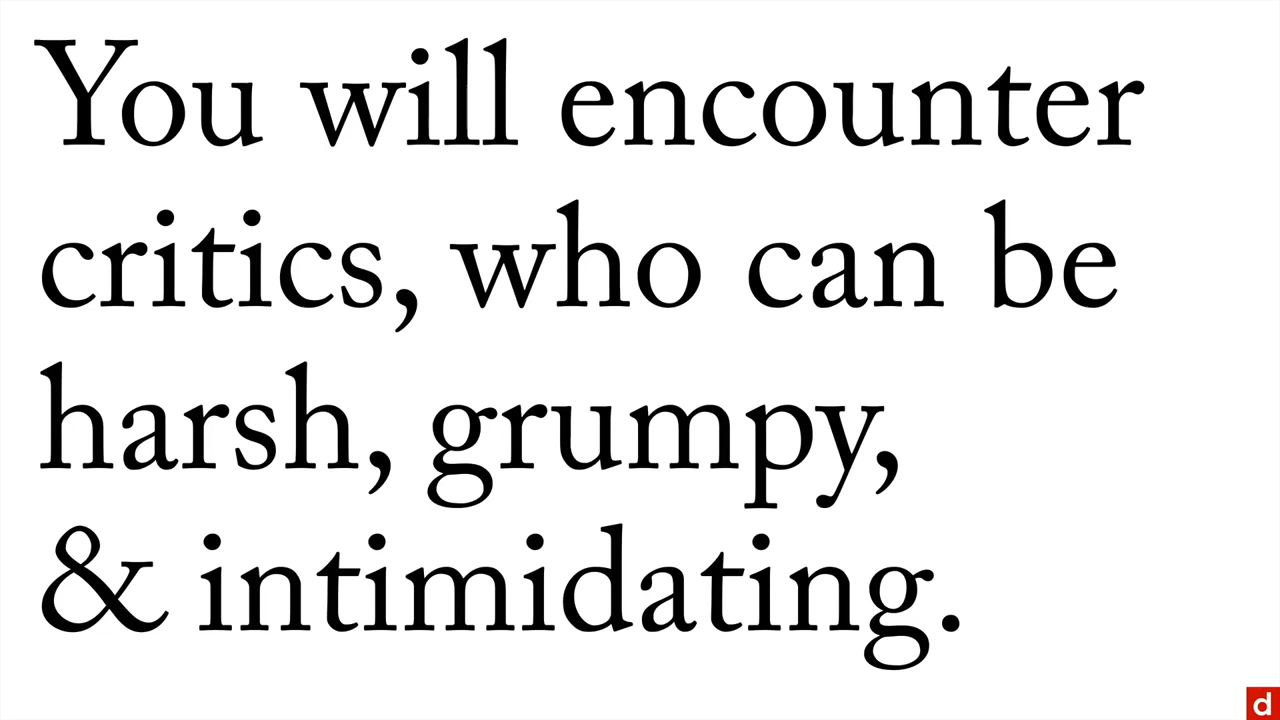 You will encounter
critics, who can be
harsh, grumpy,
& intimidating.
d